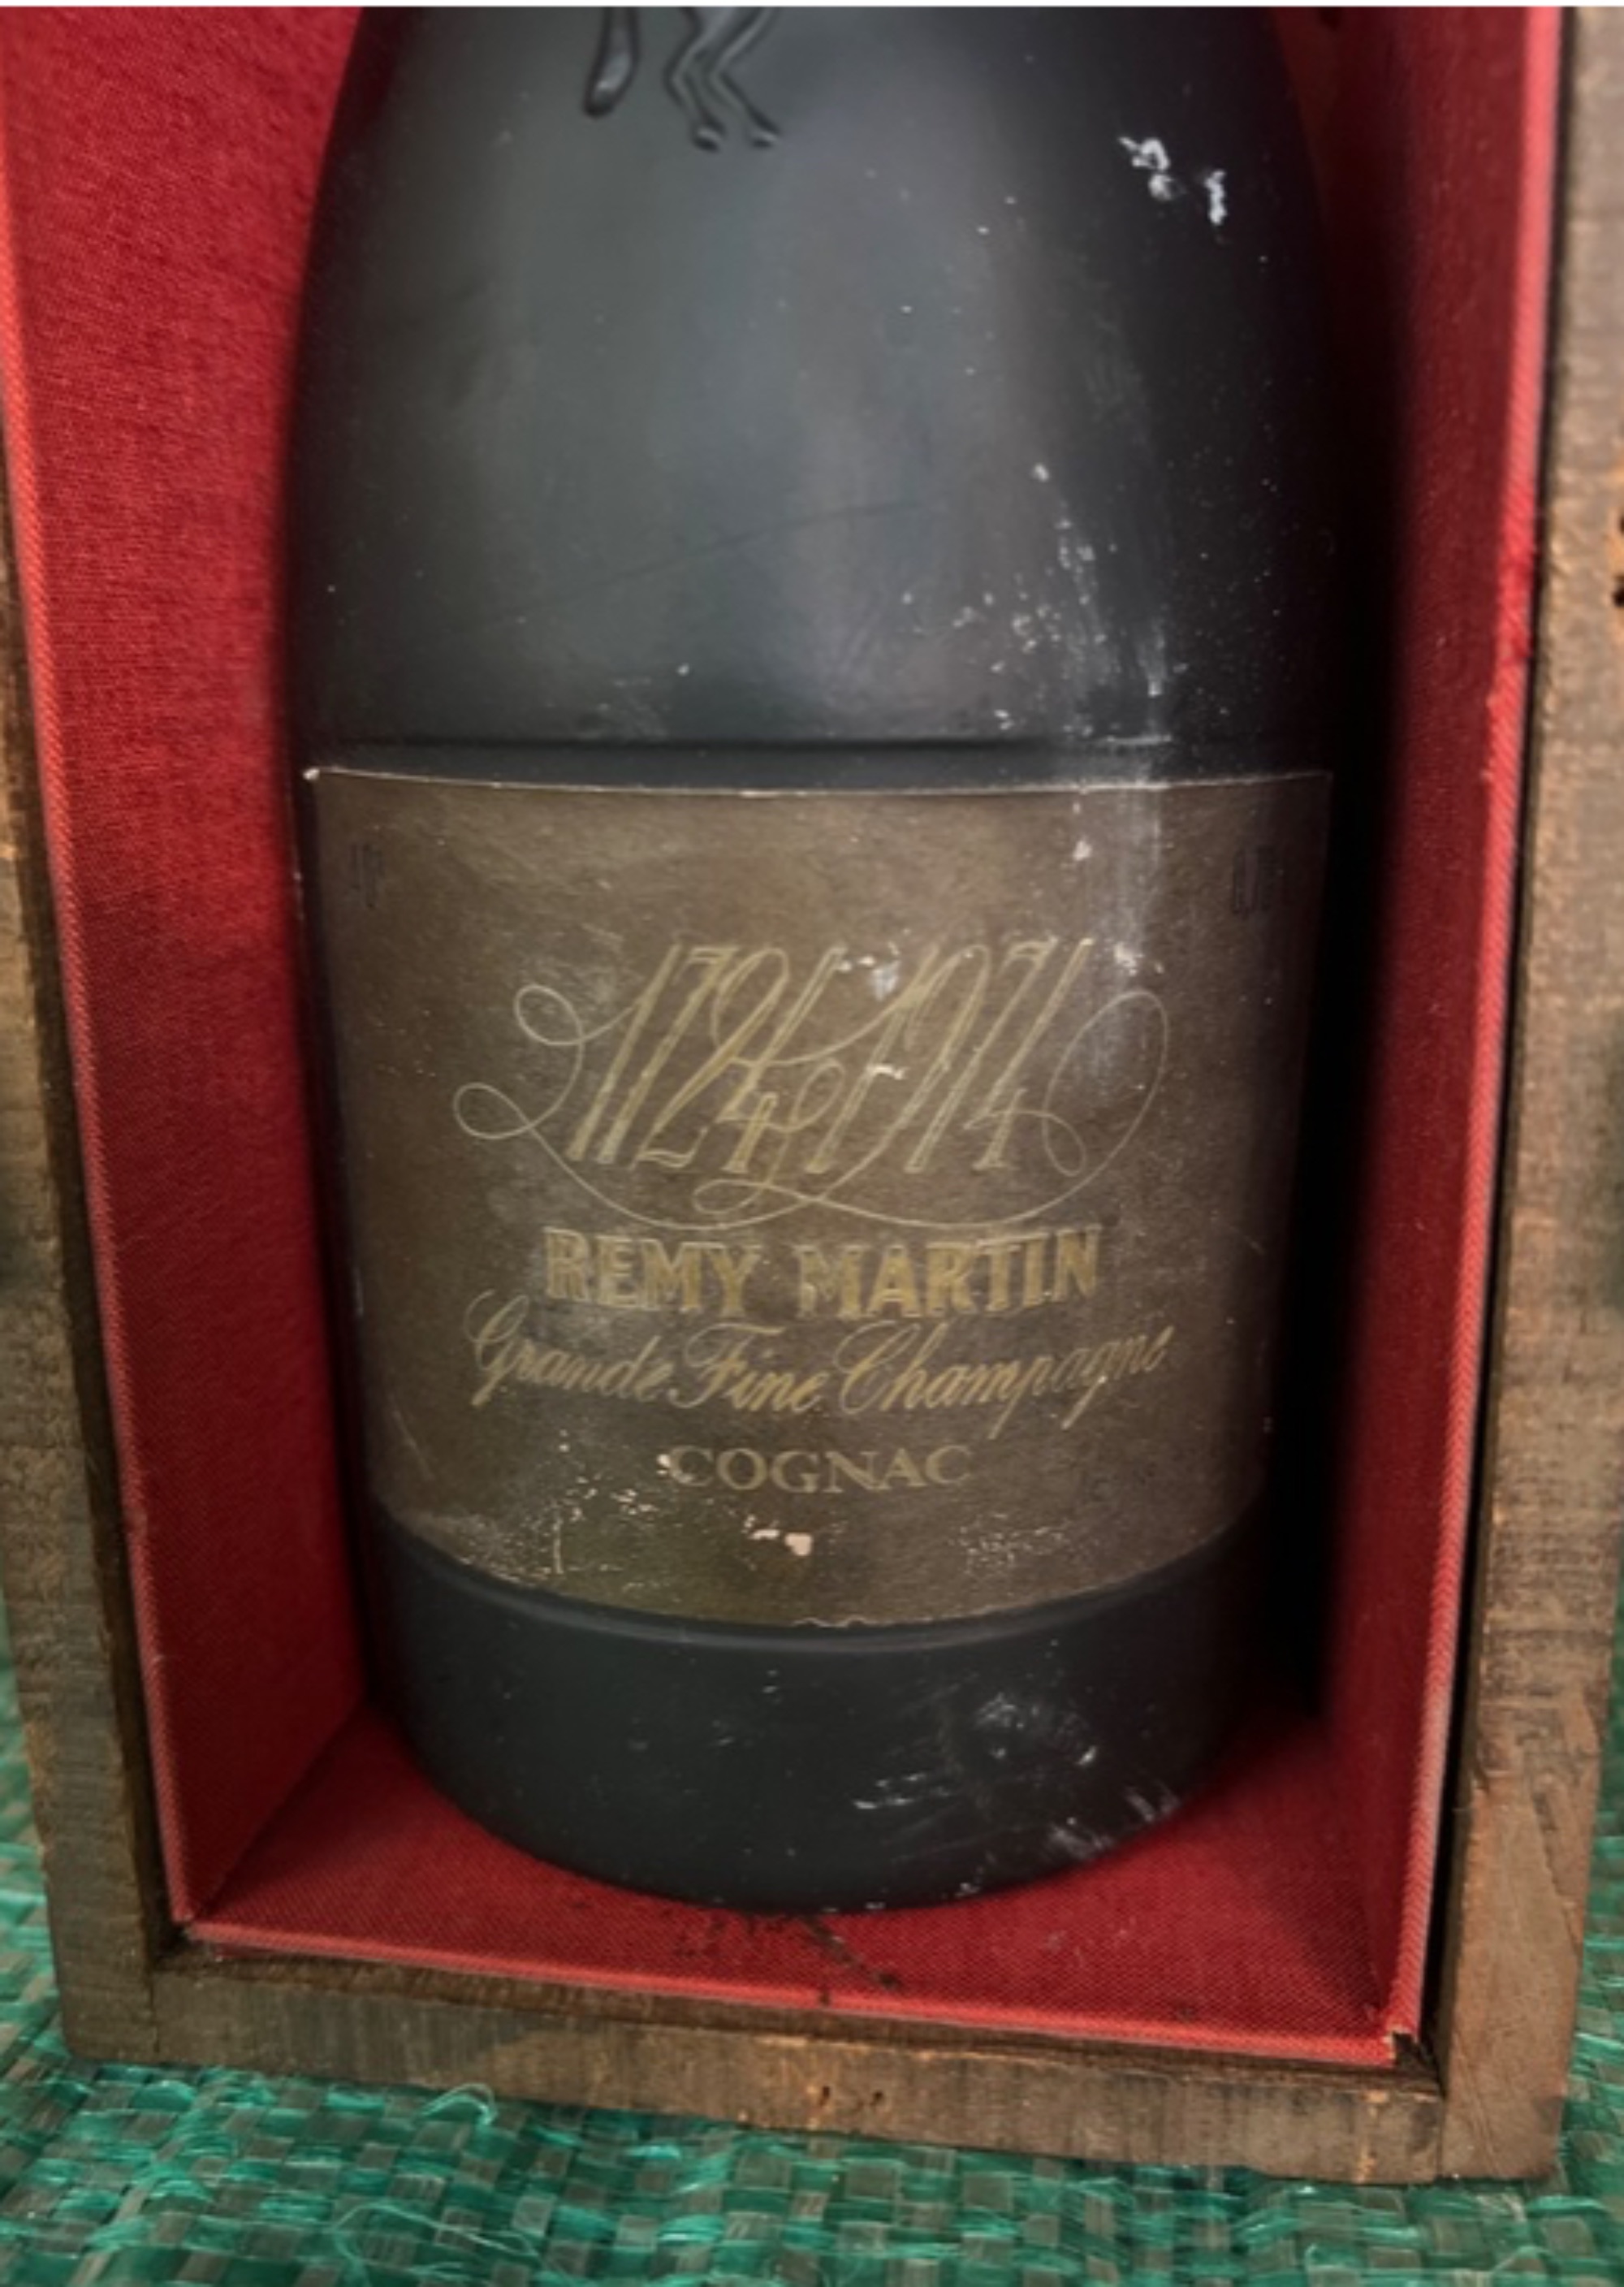 1724 1974
REMY MARTIN
Grande Fine Champagne
COGNAC